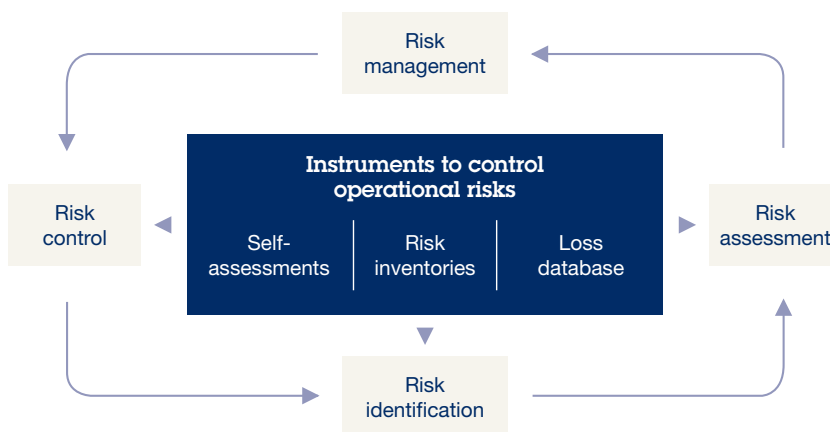 Risk
management
Instruments to control
operational risks
Risk
control
Self-
assessments
Risk
inventories
Loss
database
Risk
assessment
Risk
identification